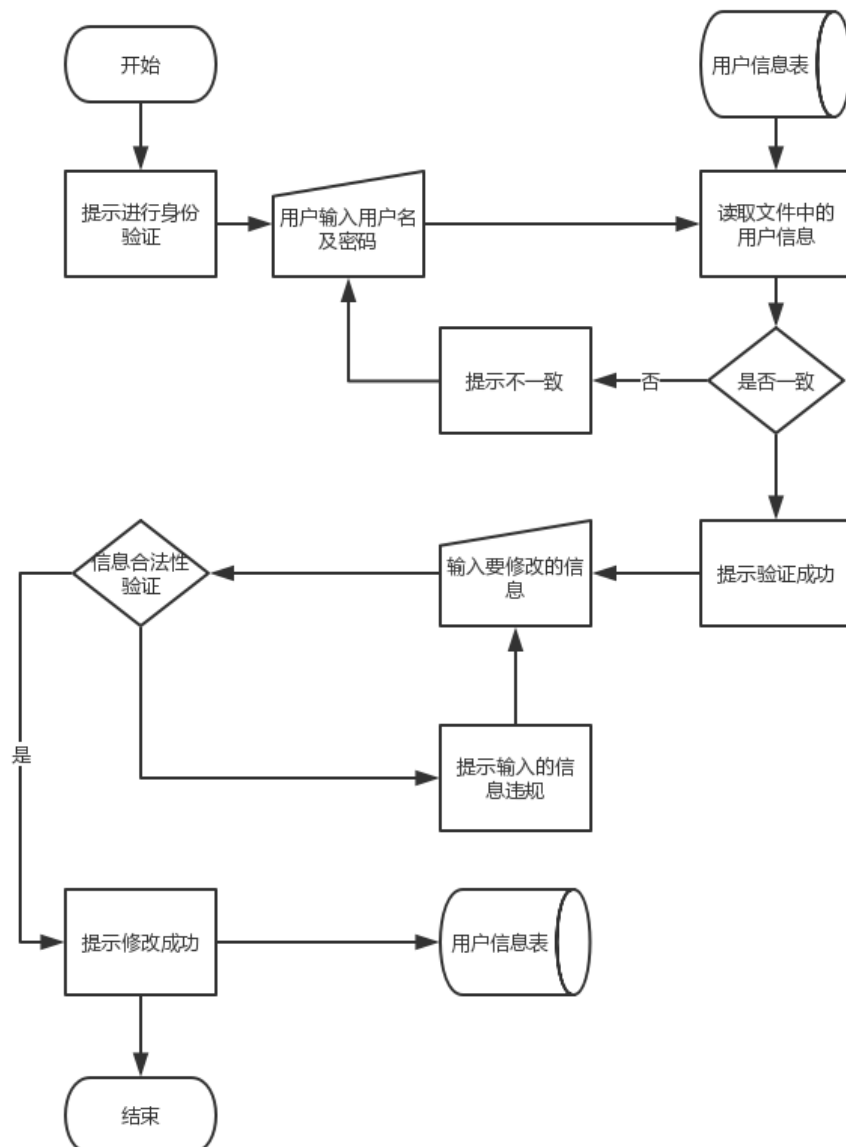 开始
用户信息表
提示进行身份
验证
用户输入用户名
及密码
读取文件中的
用户信息
提示不一致
否
是否一致
信息合法性
验证
输入要修改的信
息
提示验证成功
是
提示输入的信
息违规
提示修改成功
用户信息表
结束